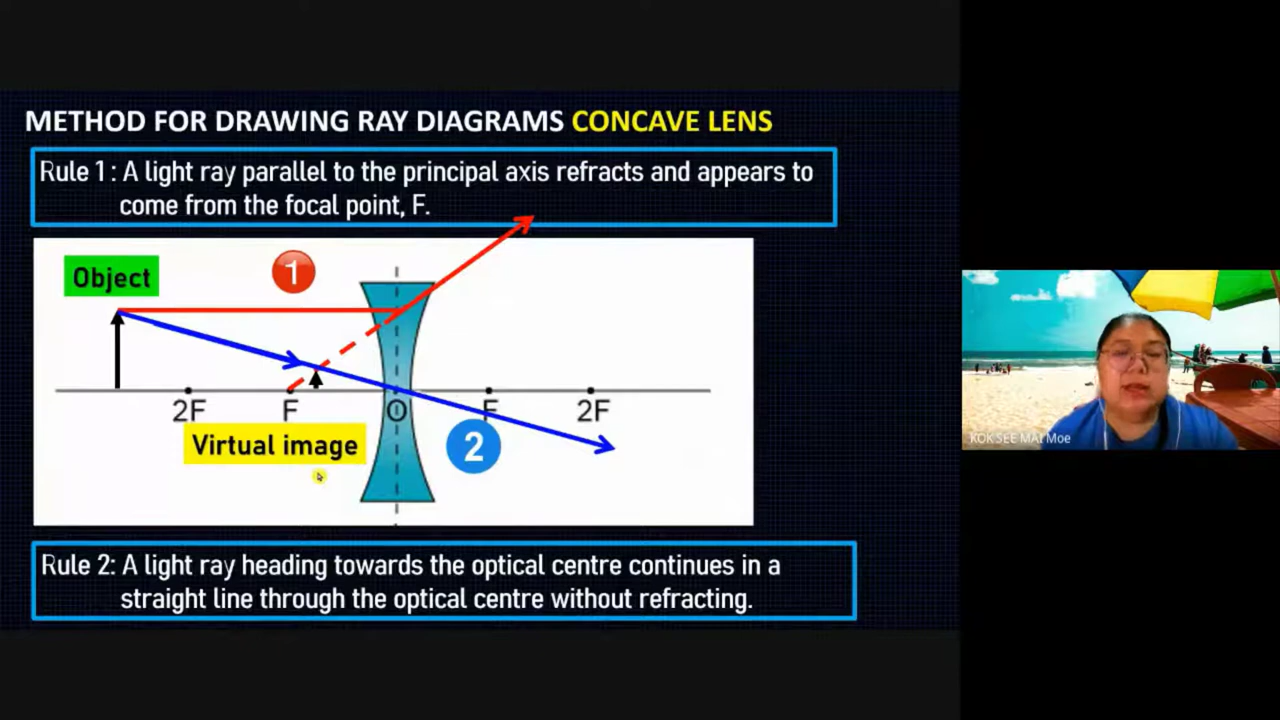 METHOD FOR DRAWING RAY DIAGRAMS CONCAVE LENS
Rule 1: A light ray parallel to the principal axis refracts and appears to
come from the focal point, F.
Object
1
2F F O F 2F
Virtual image
2
KOK SEE MAI Moe
Rule 2: A light ray heading towards the optical centre continues in a
straight line through the optical centre without refracting.